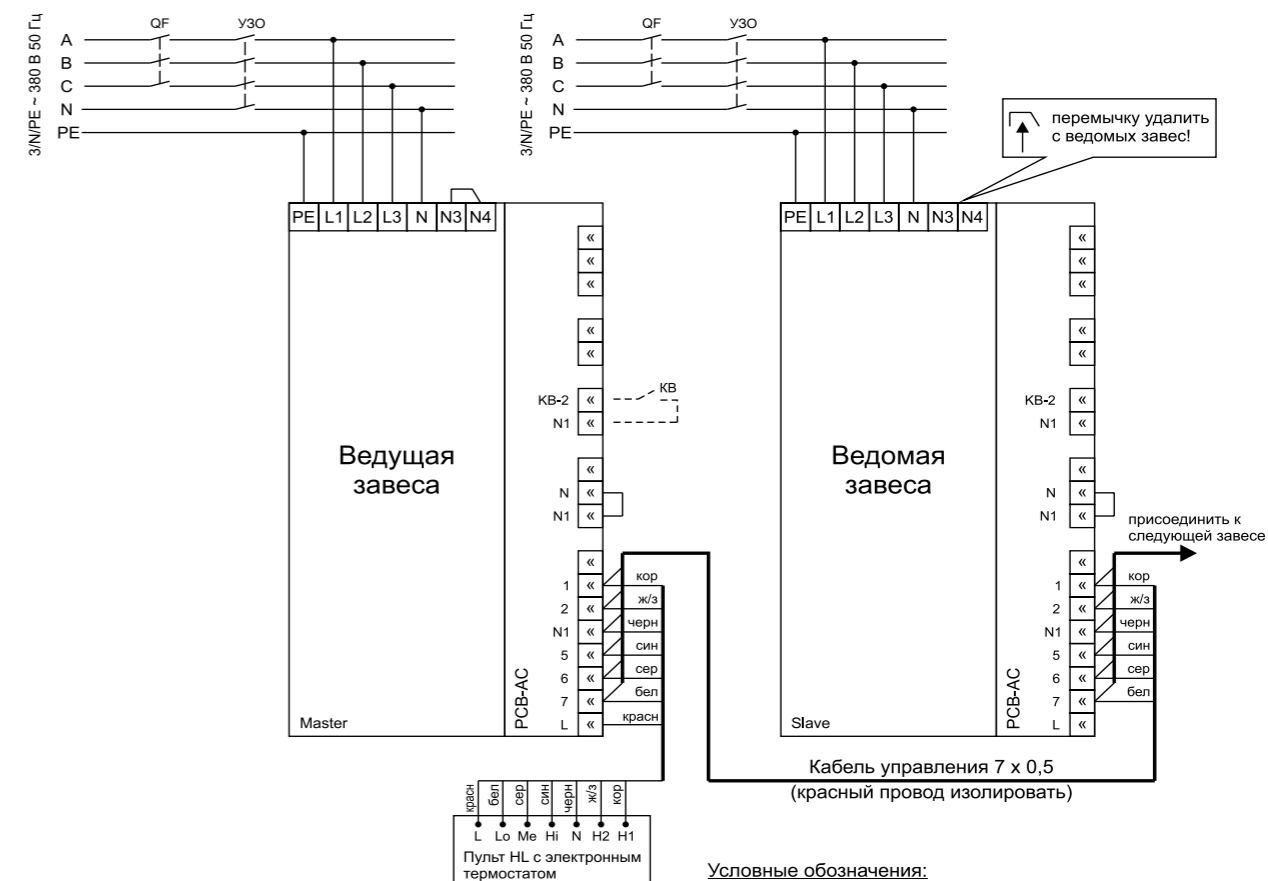 3/N/PE ~ 380 В 50 Гц
QF УЗО
A
B
C
N
PE
3/N/PE ~ 380 В 50 Гц
QF УЗО
A
B
C
N
PE
перемычку удалить
с ведомых завес!
PE L1 L2 L3 N N3 N4
PE L1 L2 L3 N N3 N4
«
«
«
«
«
КВ-2 « КВ
N1 «
Ведущая
завеса
«
N «
N1 «
«
1 « кор
2 « ж/з
N1 « черн
5 « син
6 « сер
7 « бел
L « красн
PCB-AC
Master
«
«
«
«
«
КВ-2 «
N1 «
Ведомая
завеса
«
N «
N1 «
присоединить к
следующей завесе
«
1 « кор
2 « ж/з
N1 « черн
5 « син
6 « сер
7 « бел
L «
PCB-AC
Slave
Кабель управления 7 x 0,5
(красный провод изолировать)
красн бел сер син черн ж/з кор
L Lo Me Hi N H2 H1
Пульт HL с электронным
термостатом
Условные обозначения: